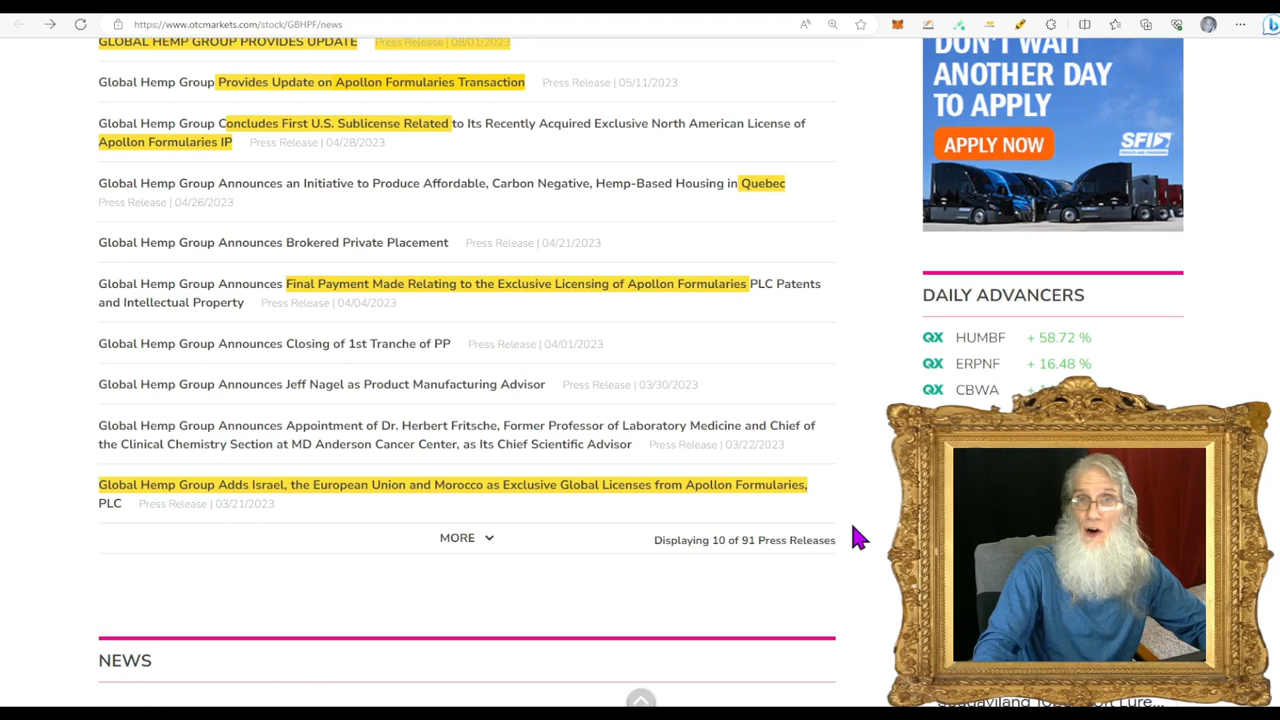 https://www.otcmarkets.com/stock/GBHPF/news
GLOBAL HEMP GROUP PROVIDES UPDATE Press Release | 08/01/2023
Global Hemp Group Provides Update on Apollon Formularies Transaction Press Release | 05/11/2023
Global Hemp Group Concludes First U.S. Sublicense Related to Its Recently Acquired Exclusive North American License of
Apollon Formularies IP Press Release | 04/28/2023
Global Hemp Group Announces an Initiative to Produce Affordable, Carbon Negative, Hemp-Based Housing in Quebec
Press Release | 04/26/2023
Global Hemp Group Announces Brokered Private Placement Press Release | 04/21/2023
Global Hemp Group Announces Final Payment Made Relating to the Exclusive Licensing of Apollon Formularies PLC Patents
and Intellectual Property Press Release | 04/04/2023
Global Hemp Group Announces Closing of 1st Tranche of PP Press Release | 04/01/2023
Global Hemp Group Announces Jeff Nagel as Product Manufacturing Advisor Press Release | 03/30/2023
Global Hemp Group Announces Appointment of Dr. Herbert Fritsche, Former Professor of Laboratory Medicine and Chief of
the Clinical Chemistry Section at MD Anderson Cancer Center, as Its Chief Scientific Advisor Press Release | 03/22/2023
Global Hemp Group Adds Israel, the European Union and Morocco as Exclusive Global Licenses from Apollon Formularies,
PLC Press Release | 03/21/2023
MORE
Displaying 10 of 91 Press Releases
NEWS
DON'T WAIT
ANOTHER DAY
TO APPLY
APPLY NOW
SFI
DAILY ADVANCERS
QX HUMBF + 58.72 %
QX ERPNF + 16.48 %
QX CBWA